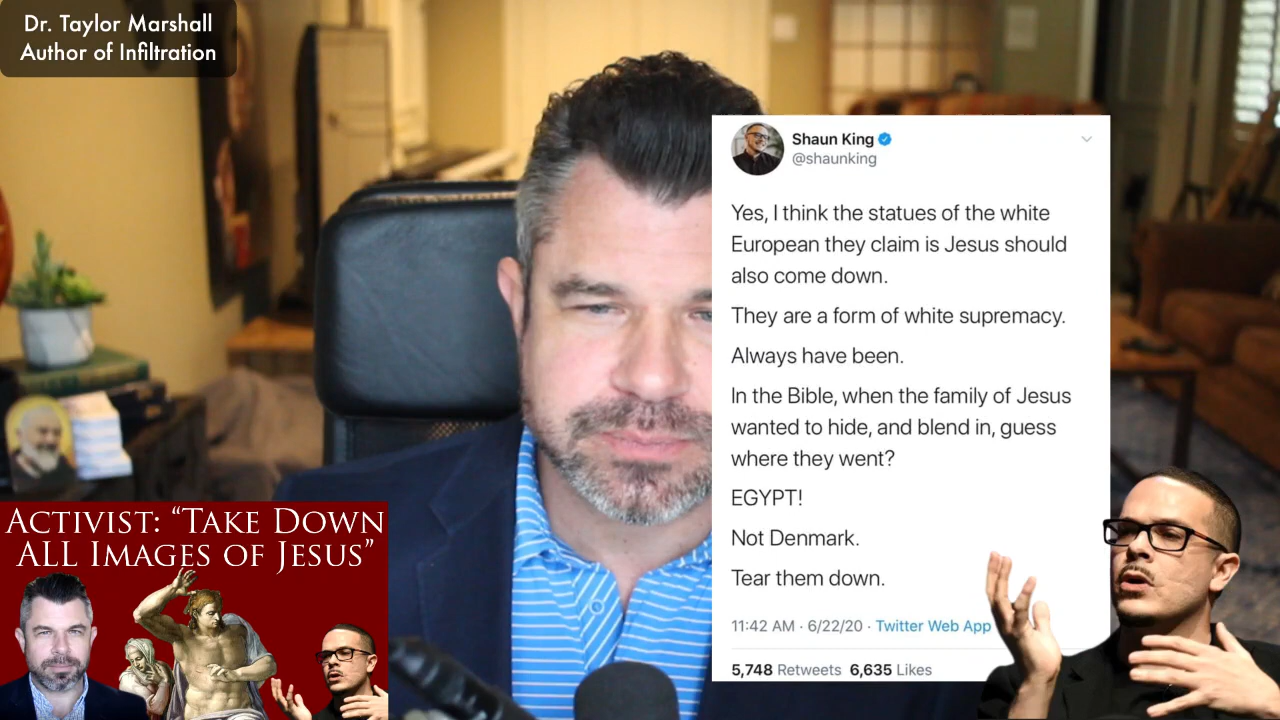 Dr. Taylor Marshall
Author of Infiltration
Shaun King
@shaunking
Yes, I think the statues of the white
European they claim is Jesus should
also come down.
They are a form of white supremacy.
Always have been.
In the Bible, when the family of Jesus
wanted to hide, and blend in, guess
where they went?
EGYPT!
Not Denmark.
Tear them down.
11:42 AM · 6/22/20 · Twitter Web App
5,748 Retweets 6,635 Likes
Activist: “Take Down
ALL Images of Jesus”